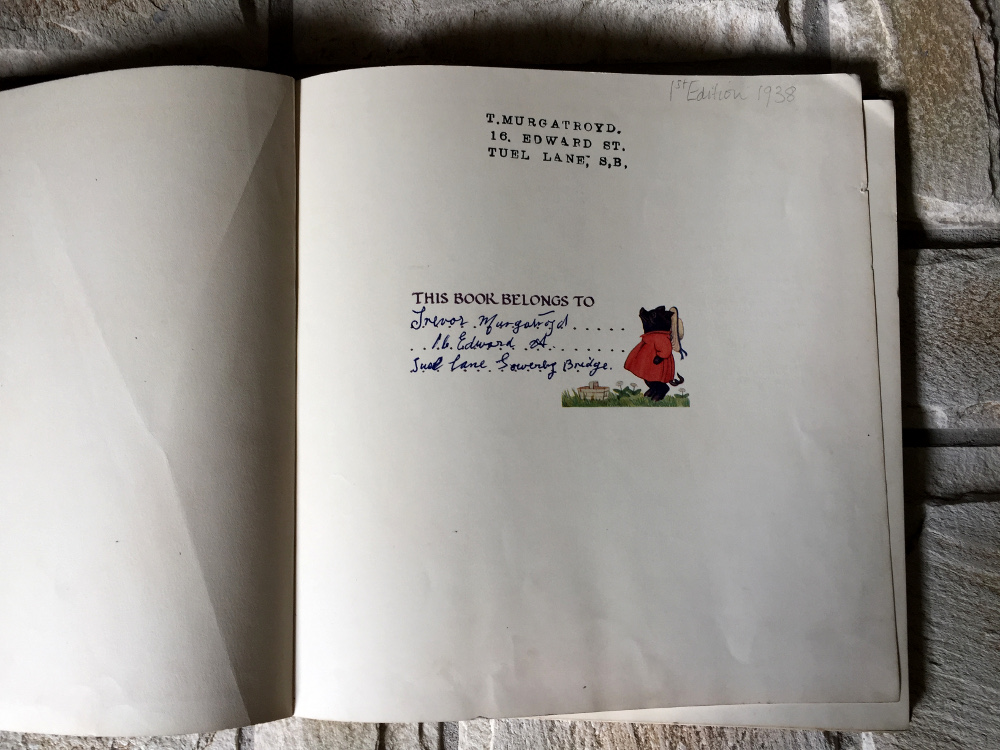 1st Edition 1938
T. MURGATROYD.
16. EDWARD ST.
TUEL LANE, S,B,
THIS BOOK BELONGS TO
Trevor Murgatroyd
16. Edward St.
Tuel Lane Sowerby Bridge.